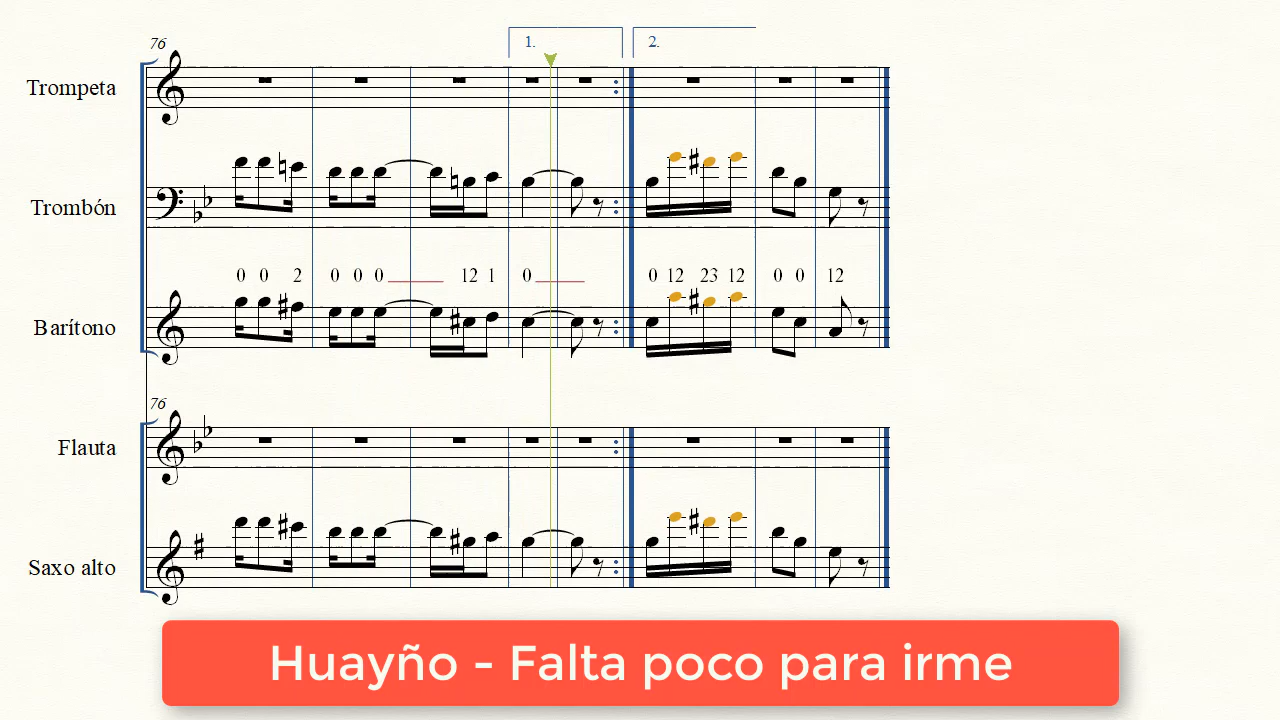 76
1. 2.
Trompeta
Trombón
0 0 2 0 0 0 12 1 0 0 12 23 12 0 0 12
Barítono
76
Flauta
Saxo alto
Huayño - Falta poco para irme